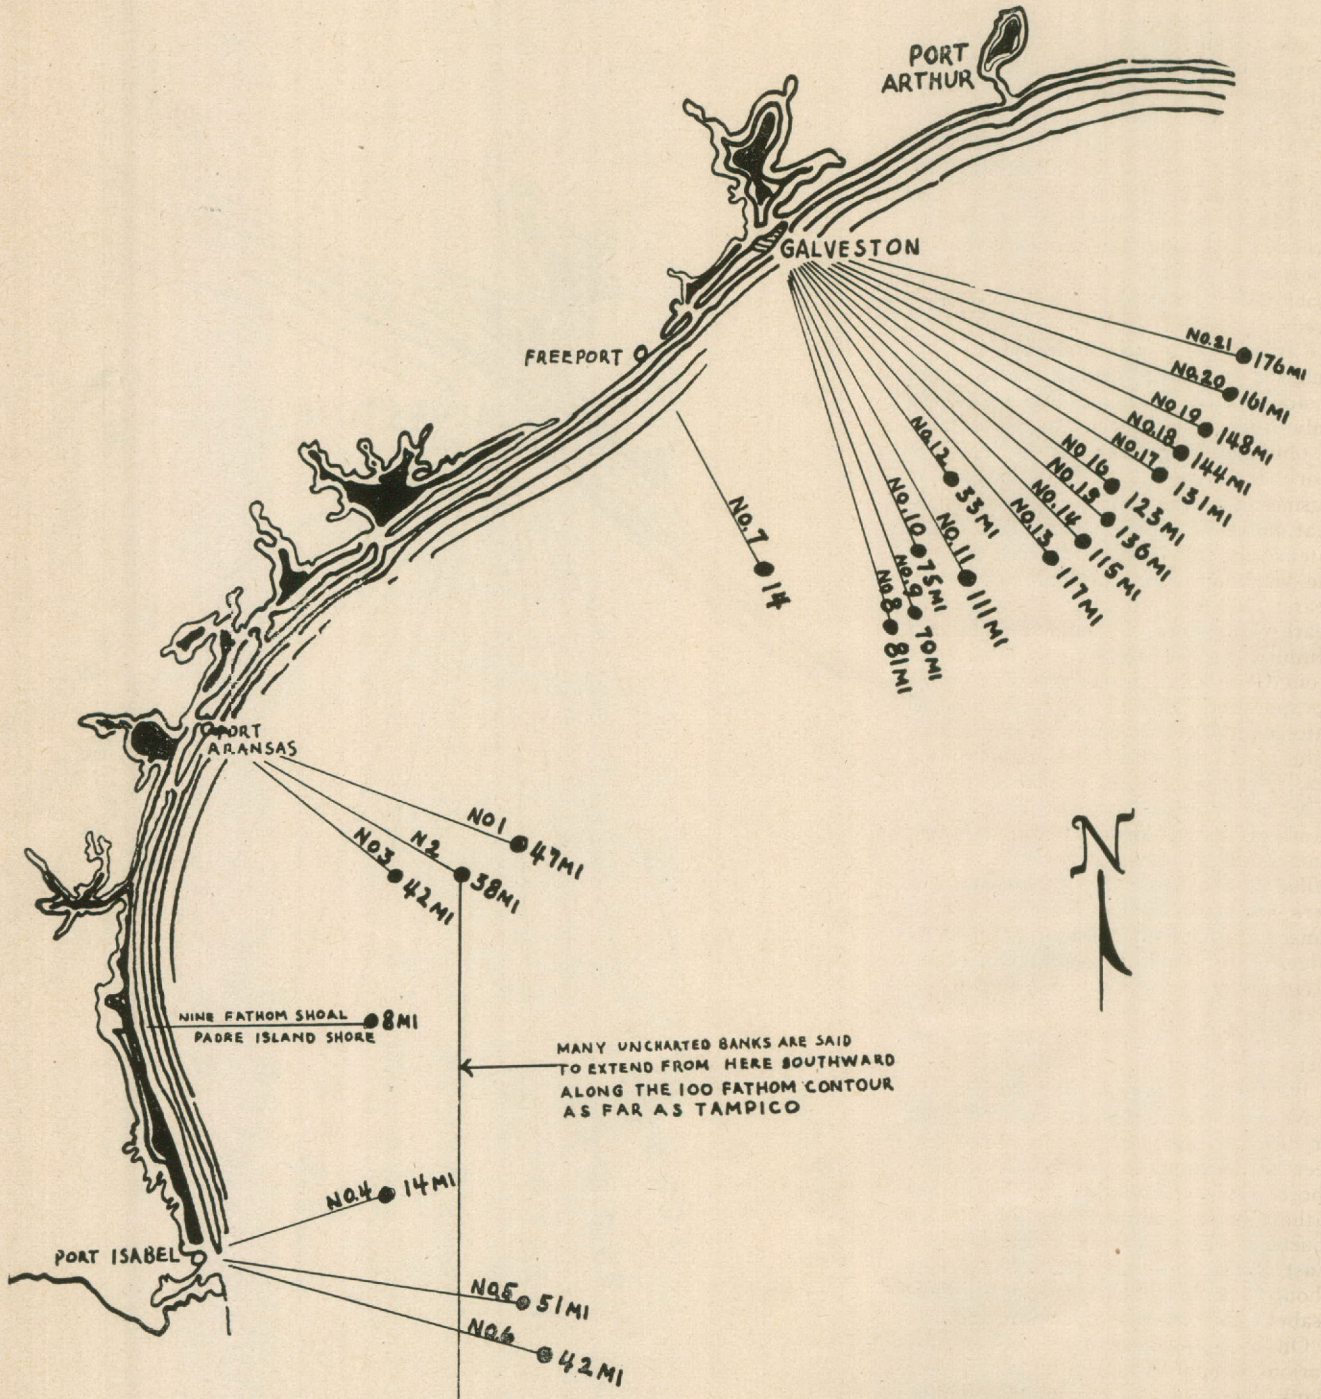 PORT
ARTHUR
GALVESTON
FREEPORT
NO.21 176MI
NO.20 161MI
NO.19 148MI
NO.18 144MI
NO.17 131MI
NO.16 123MI
NO.15 136MI
NO.14 115MI
NO.13 117MI
NO.12 33MI
NO.11 111MI
NO.10 75MI
NO.9 70MI
NO.8 81MI
NO.7 14
PORT
ARANSAS
NO1 47MI
N2 38MI
NO.3 42MI
N
NINE FATHOM SHOAL 8MI
PADRE ISLAND SHORE
MANY UNCHARTED BANKS ARE SAID
TO EXTEND FROM HERE SOUTHWARD
ALONG THE 100 FATHOM CONTOUR
AS FAR AS TAMPICO
NO.4 14MI
PORT ISABEL
NO.5 51MI
NO.6 42MI